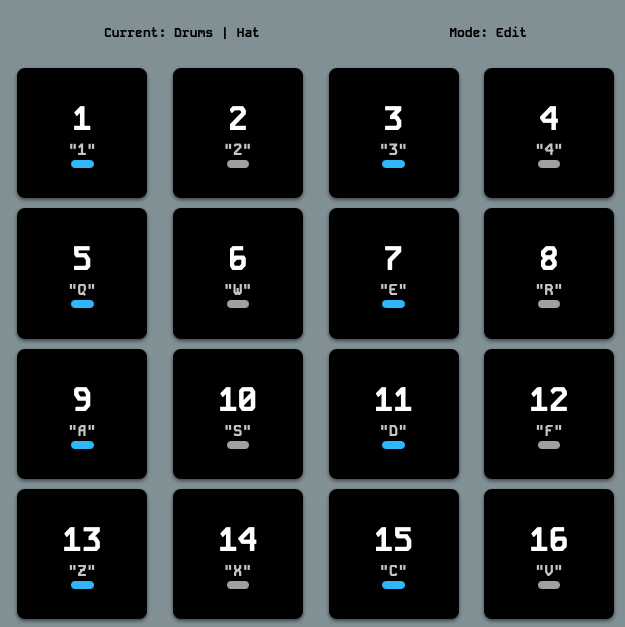 Current: Drums | Hat Mode: Edit
1 2 3 4
"1" "2" "3" "4"
5 6 7 8
"Q" "W" "E" "R"
9 10 11 12
"A" "S" "D" "F"
13 14 15 16
"Z" "X" "C" "V"